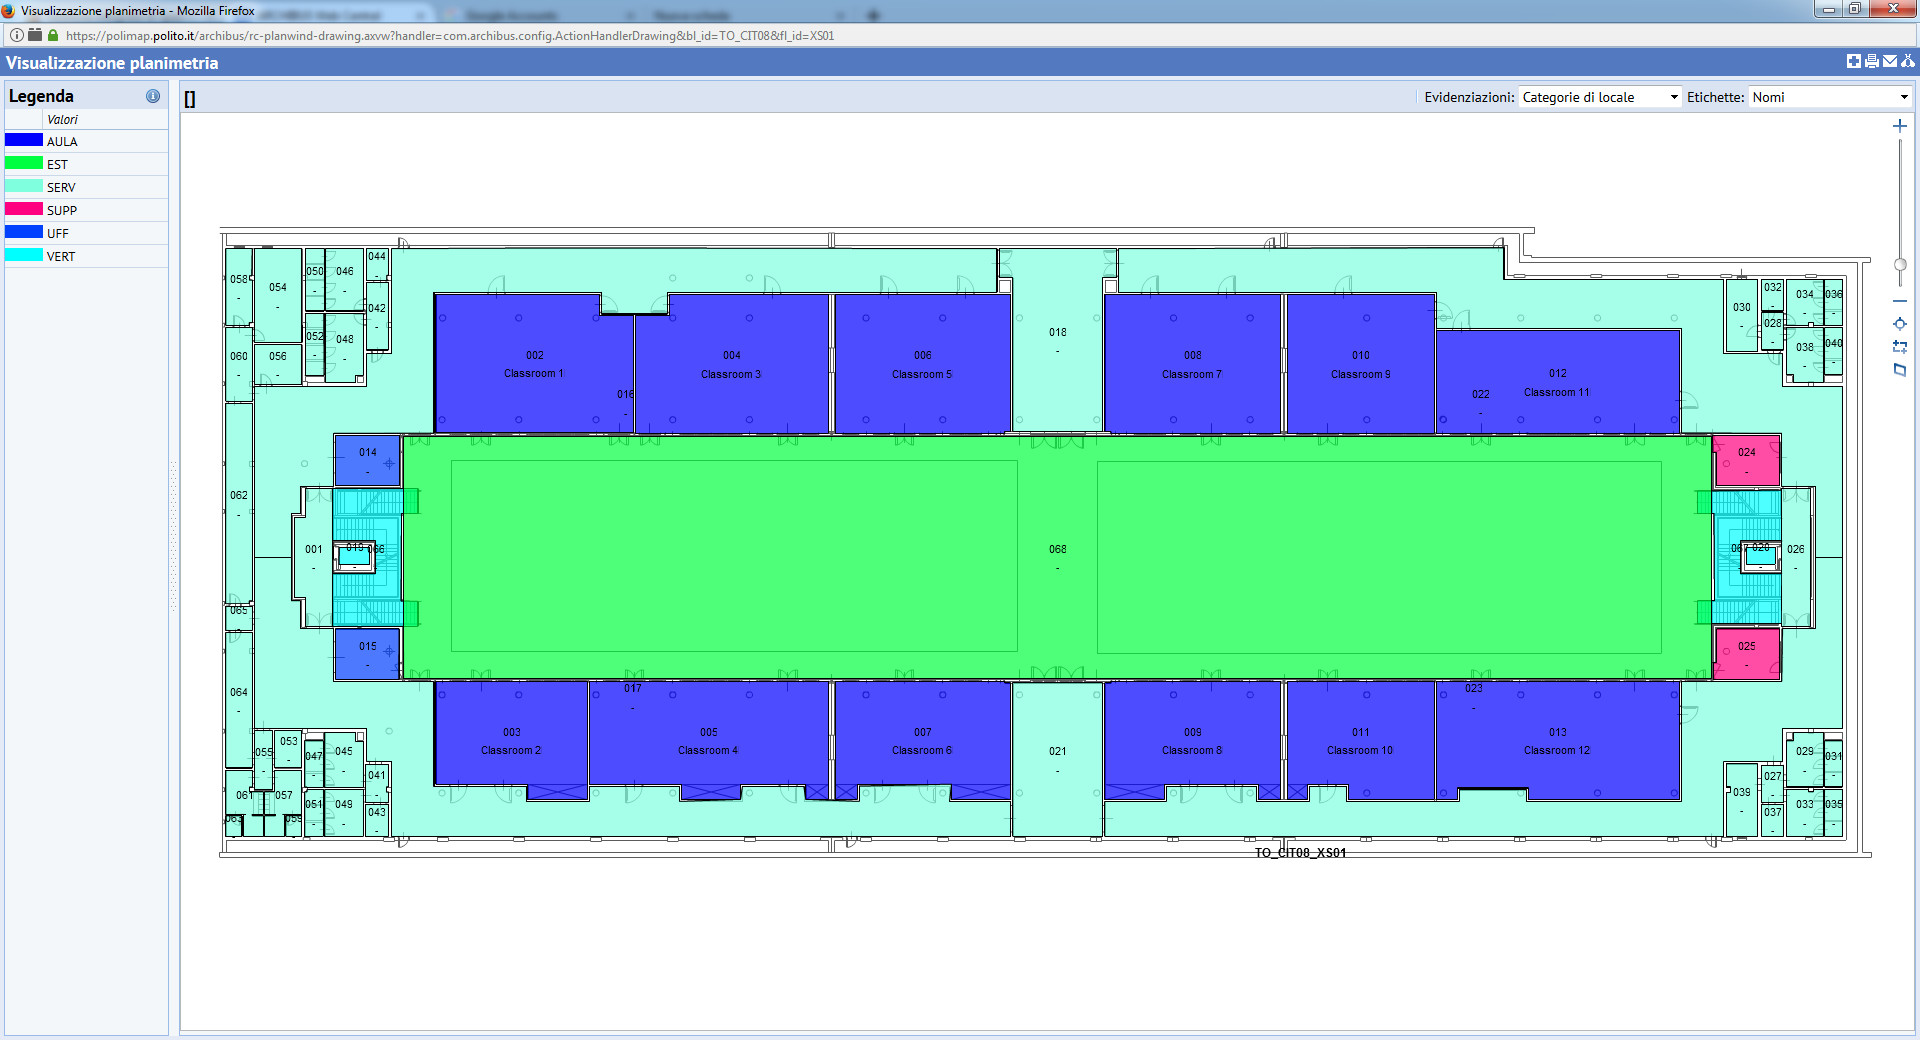 Visualizzazione planimetria - Mozilla Firefox
https://polimap.polito.it/archibus/rc-planwind-drawing.axvw?handler=com.archibus.config.ActionHandlerDrawing&bl_id=TO_CIT08&fl_id=XS01
Visualizzazione planimetria
Legenda
[]
Evidenziazioni: Categorie di locale Etichette: Nomi
Valori
AULA
EST
SERV
SUPP
UFF
VERT
058
054
050
046
044
042
052
048
060
056
018
030
032
034
036
028
038
040
002
Classroom 1
016
004
Classroom 3
006
Classroom 5
008
Classroom 7
010
Classroom 9
012
Classroom 11
022
014
024
062
001
019
066
068
067
020
026
065
015
025
064
017
023
003
Classroom 2
005
Classroom 4
007
Classroom 6
021
009
Classroom 8
011
Classroom 10
013
Classroom 12
055
053
047
045
041
061
057
051
049
043
063
059
029
031
027
039
033
035
037
TO_CIT08_XS01